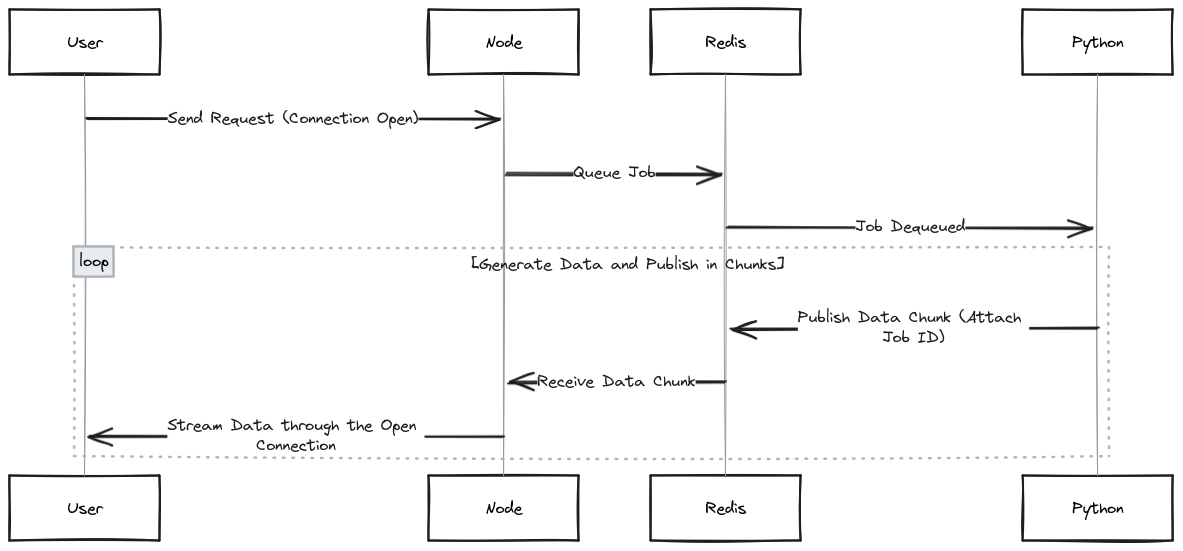 User
Node
Redis
Python
Send Request (Connection Open)
Queue Job
Job Dequeued
loop
[Generate Data and Publish in Chunks]
Publish Data Chunk (Attach
Job ID)
Receive Data Chunk
Stream Data through the Open
Connection
User
Node
Redis
Python